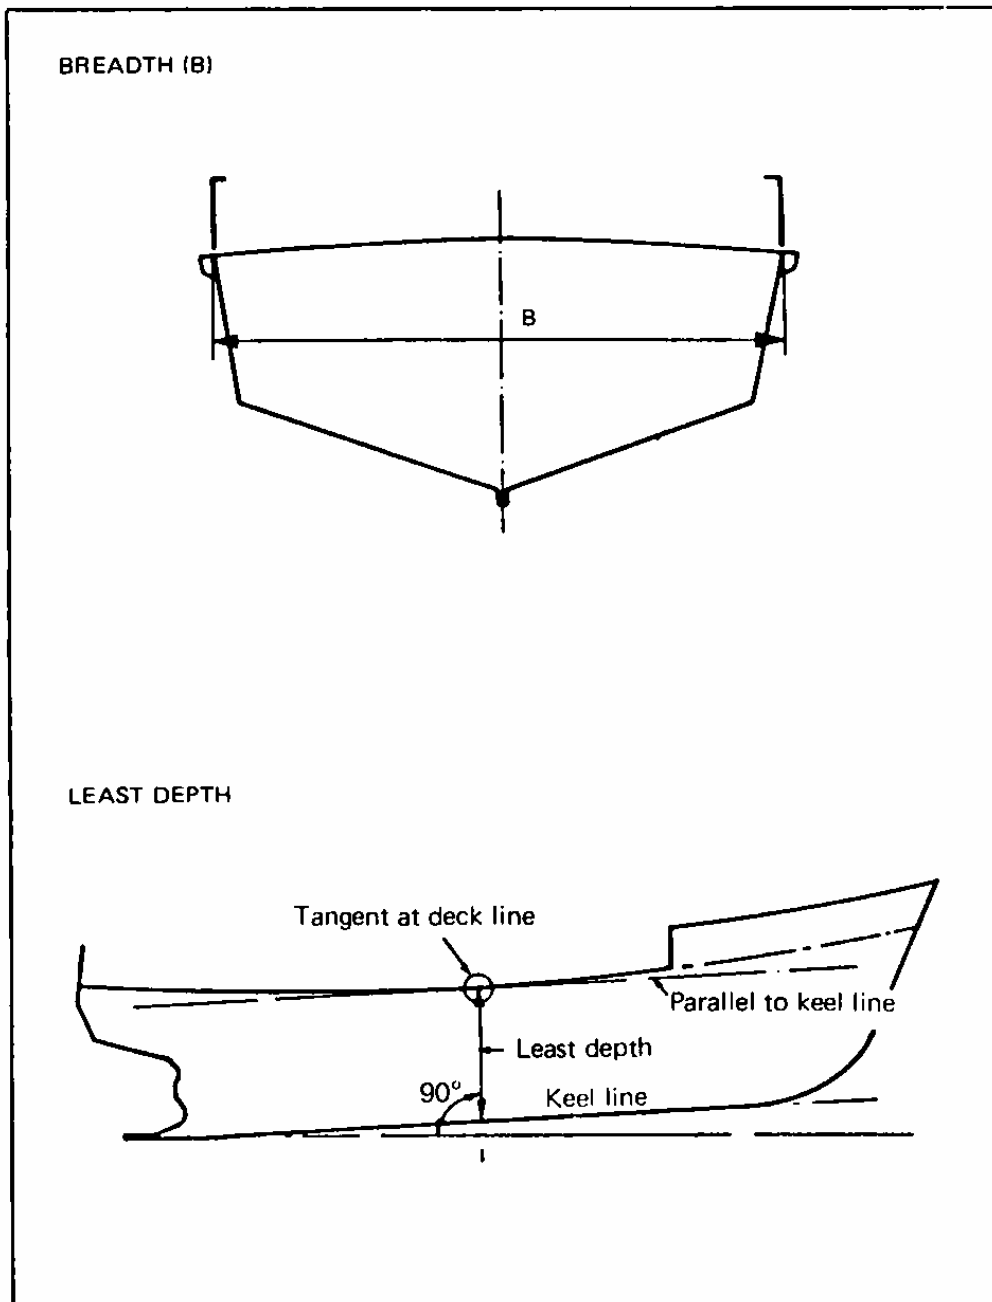 BREADTH (B)
B
LEAST DEPTH
Tangent at deck line
Parallel to keel line
Least depth
90°
Keel line